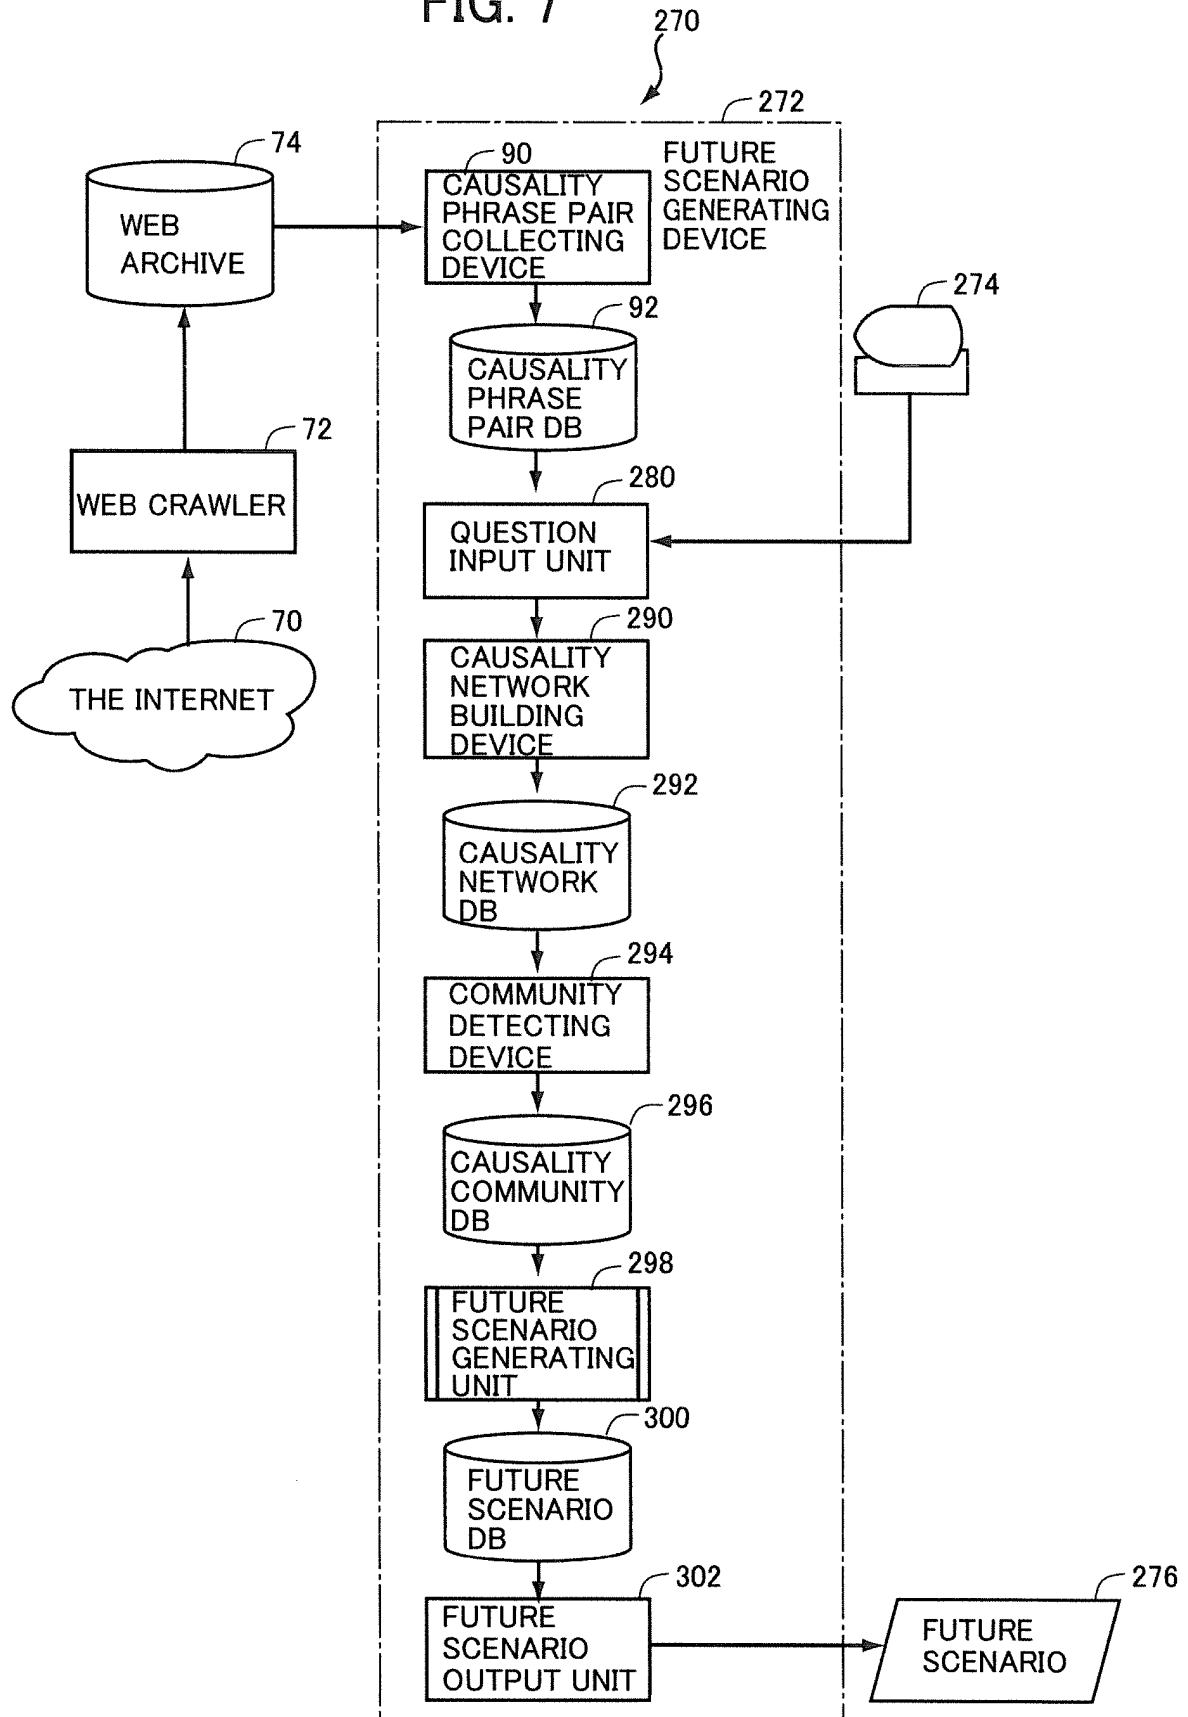 FIG. 7
270
272
74
WEB
ARCHIVE
90
CAUSALITY
PHRASE PAIR
COLLECTING
DEVICE
FUTURE
SCENARIO
GENERATING
DEVICE
274
92
CAUSALITY
PHRASE
PAIR DB
72
WEB CRAWLER
280
QUESTION
INPUT UNIT
70
THE INTERNET
290
CAUSALITY
NETWORK
BUILDING
DEVICE
292
CAUSALITY
NETWORK
DB
294
COMMUNITY
DETECTING
DEVICE
296
CAUSALITY
COMMUNITY
DB
298
FUTURE
SCENARIO
GENERATING
UNIT
300
FUTURE
SCENARIO
DB
302
FUTURE
SCENARIO
OUTPUT UNIT
276
FUTURE
SCENARIO